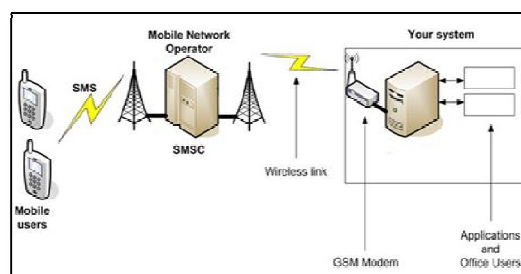 Mobile Network
Operator
Your system
SMS
SMSC
Wireless link
Mobile
users
GSM Modem
Applications
and
Office Users